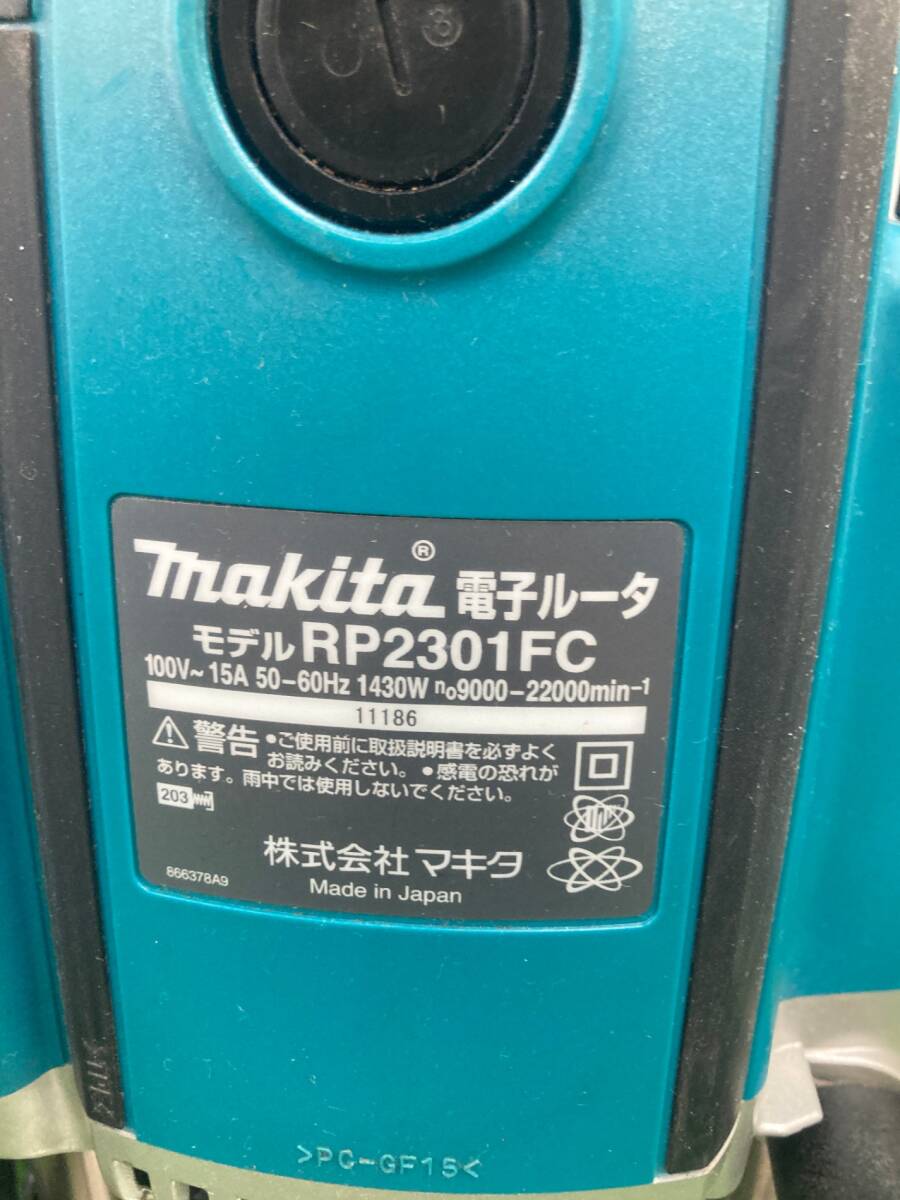 makita® 電子ルータ
モデル RP2301FC
100V～ 15A 50-60Hz 1430W n₀9000-22000min⁻¹
11186
警告 ●ご使用前に取扱説明書を必ずよく
お読みください。 ●感電の恐れが
あります。雨中では使用しないでください。
203
株式会社 マキタ
866378A9
Made in Japan
>PC-GF15<